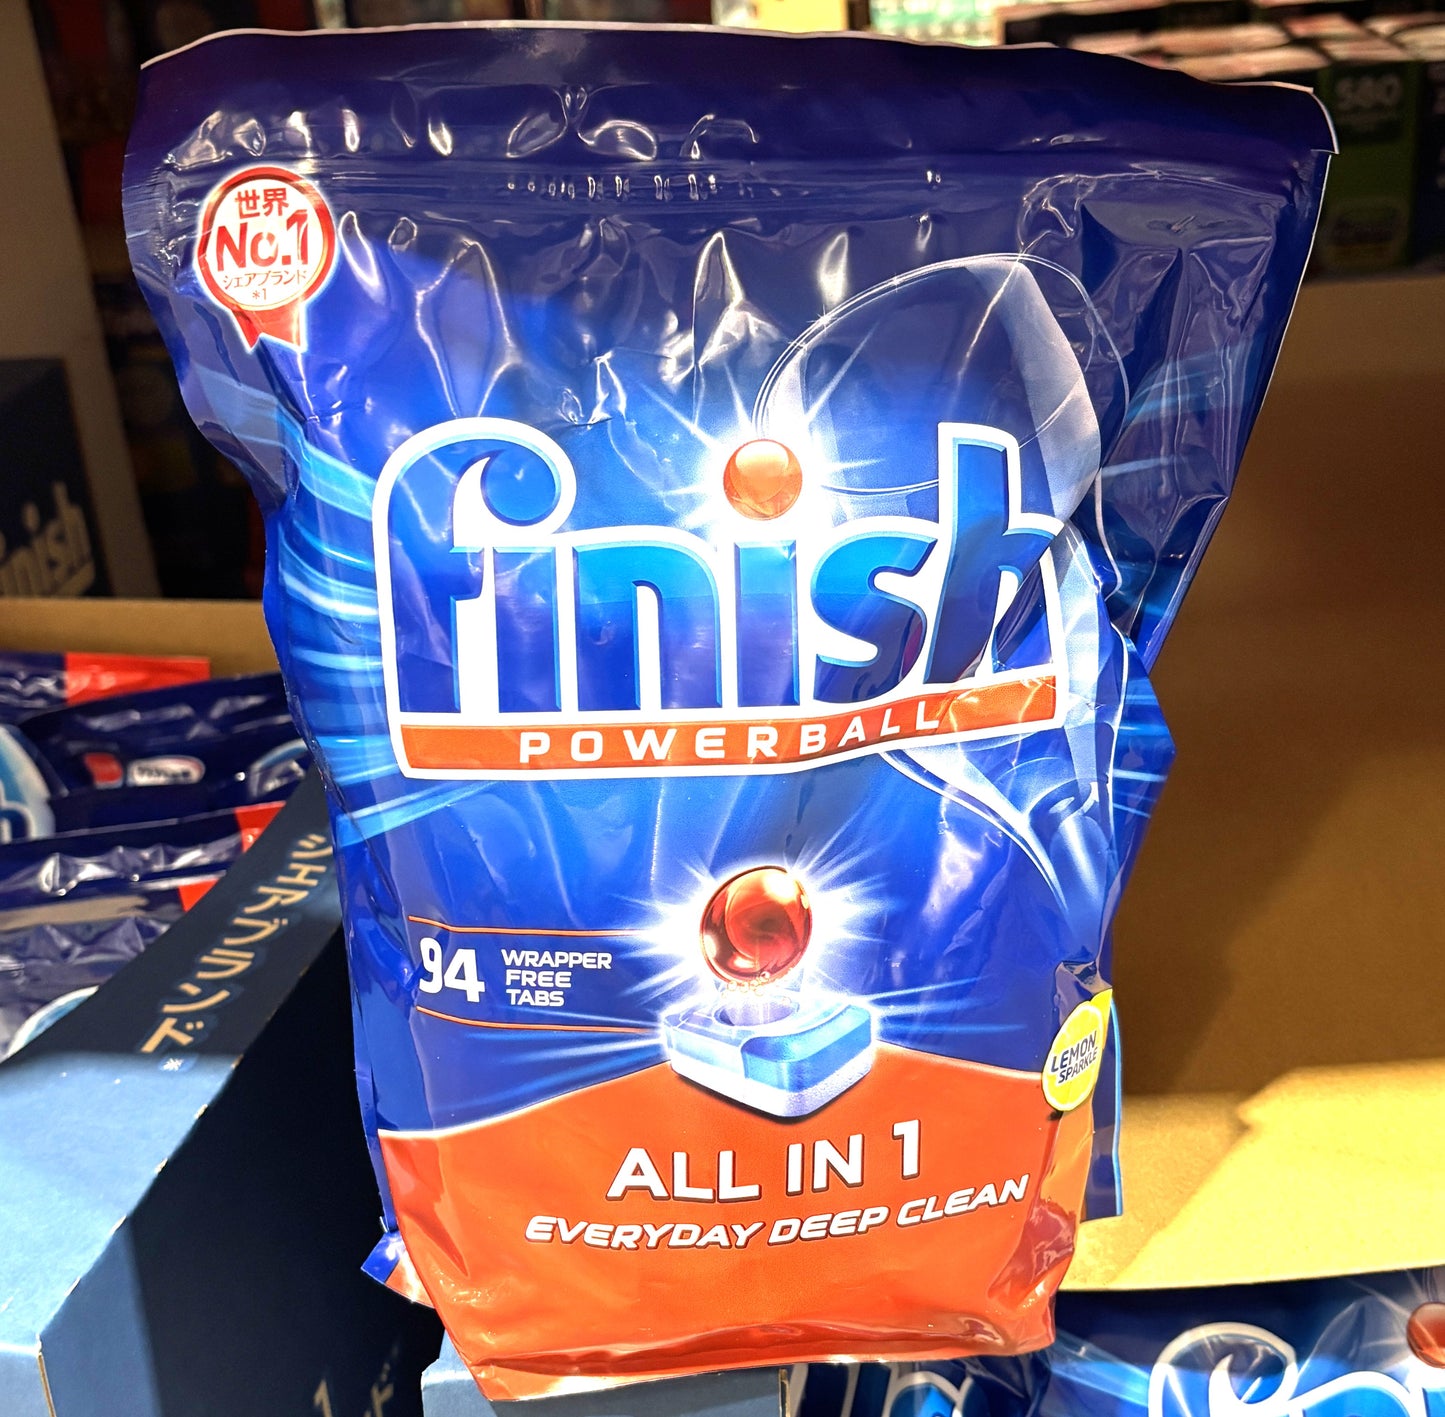 世界
No.1
シェアブランド
*1
580
finish
POWERBALL
94
WRAPPER
FREE
TABS
LEMON
SPARKLE
ALL IN 1
EVERYDAY DEEP CLEAN
シェアブランド※
finish